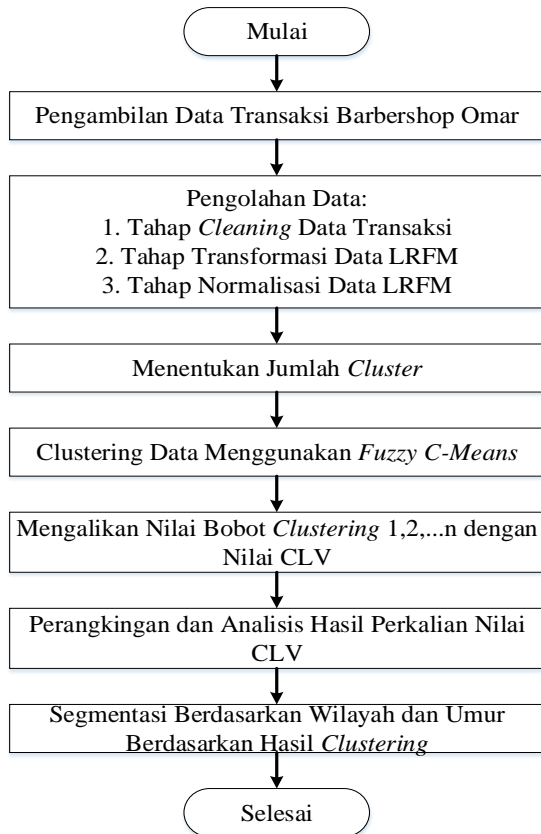 Mulai
Pengambilan Data Transaksi Barbershop Omar
Pengolahan Data:
1. Tahap Cleaning Data Transaksi
2. Tahap Transformasi Data LRFM
3. Tahap Normalisasi Data LRFM
Menentukan Jumlah Cluster
Clustering Data Menggunakan Fuzzy C-Means
Mengalikan Nilai Bobot Clustering 1,2,...n dengan
Nilai CLV
Perangkingan dan Analisis Hasil Perkalian Nilai
CLV
Segmentasi Berdasarkan Wilayah dan Umur
Berdasarkan Hasil Clustering
Selesai